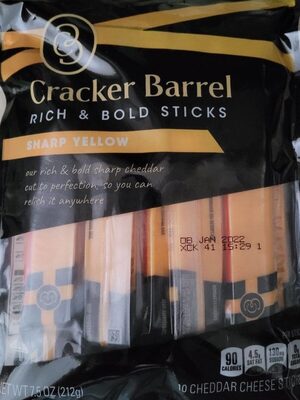 Cracker Barrel
RICH & BOLD STICKS
SHARP YELLOW
our rich & bold sharp cheddar
cut to perfection, so you can
relish it anywhere
08 JAN 2022
XCK 41 15:29 1
90
CALORIES
4.5g
SAT FAT
130mg
SODIUM
NET WT 7.5 OZ (212g)
10 CHEDDAR CHEESE